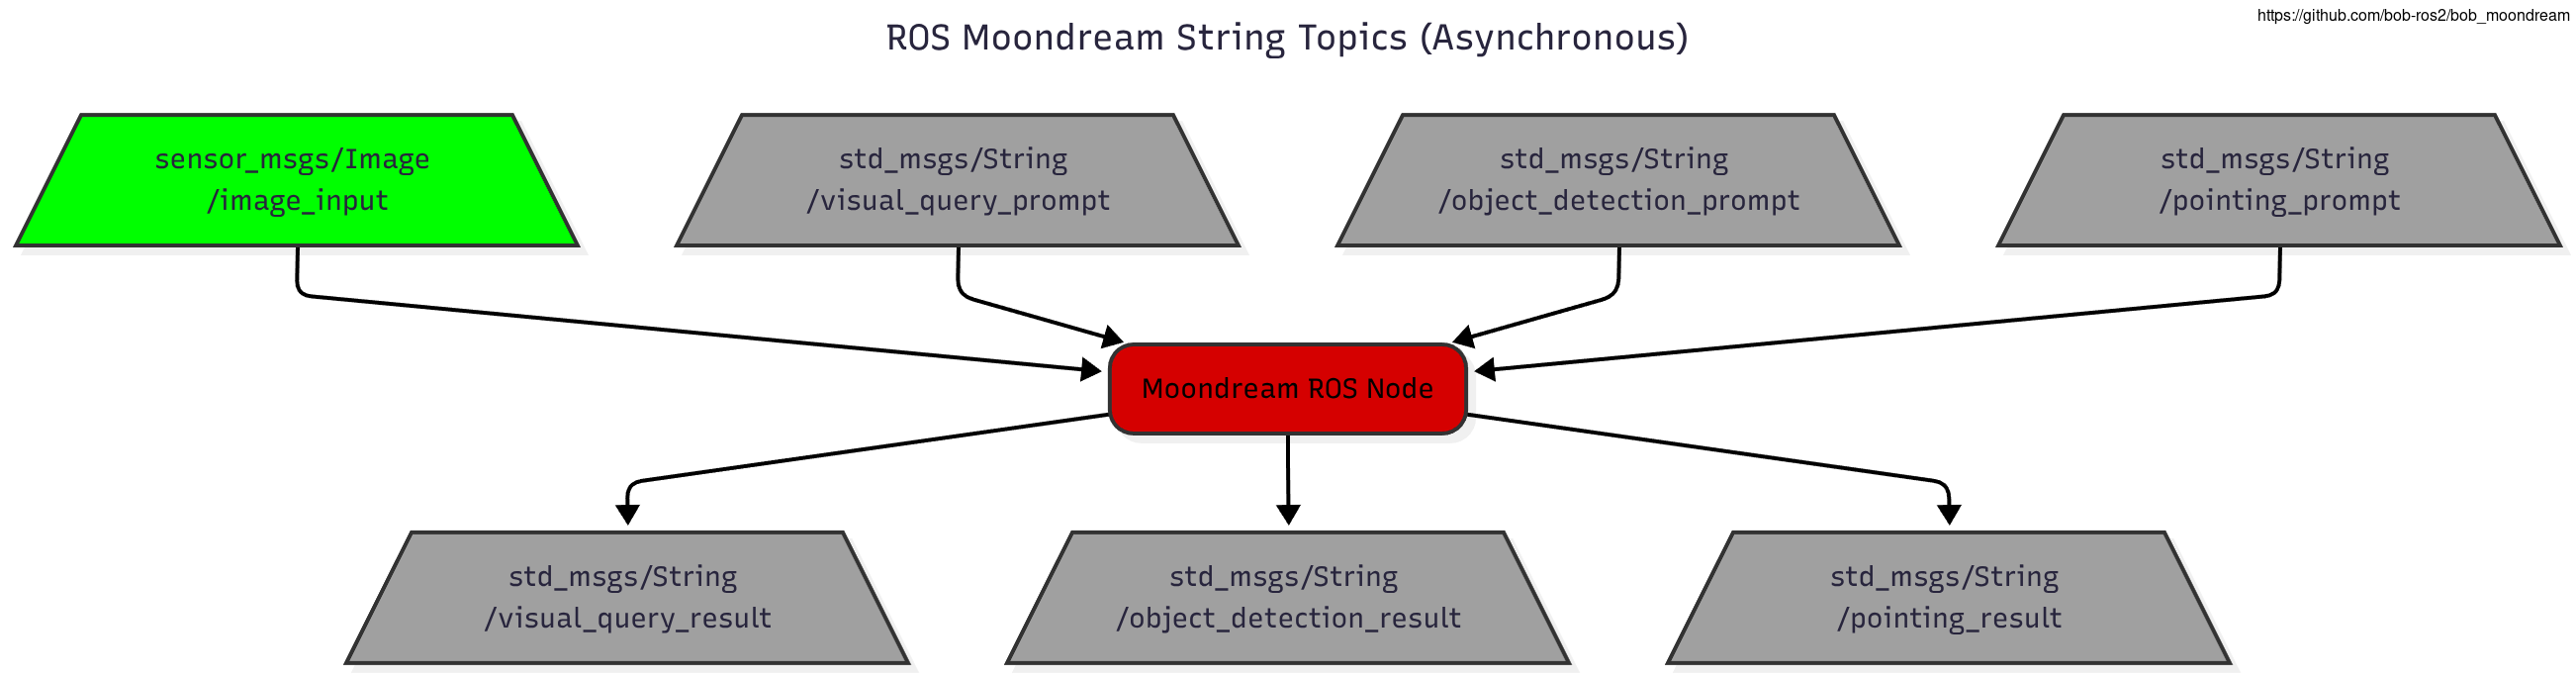 https://github.com/bob-ros2/bob_moondream
ROS Moondream String Topics (Asynchronous)
sensor_msgs/Image
/image_input
std_msgs/String
/visual_query_prompt
std_msgs/String
/object_detection_prompt
std_msgs/String
/pointing_prompt
Moondream ROS Node
std_msgs/String
/visual_query_result
std_msgs/String
/object_detection_result
std_msgs/String
/pointing_result